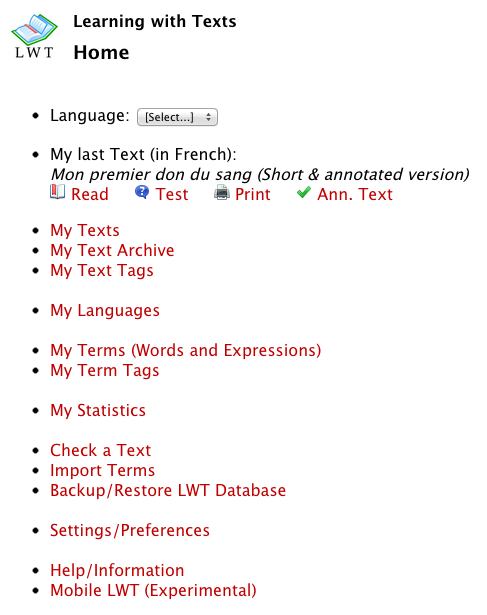 Learning with Texts
LWT
Home
Language: [Select...]
My last Text (in French):
Mon premier don du sang (Short & annotated version)
Read Test Print Ann. Text
My Texts
My Text Archive
My Text Tags
My Languages
My Terms (Words and Expressions)
My Term Tags
My Statistics
Check a Text
Import Terms
Backup/Restore LWT Database
Settings/Preferences
Help/Information
Mobile LWT (Experimental)